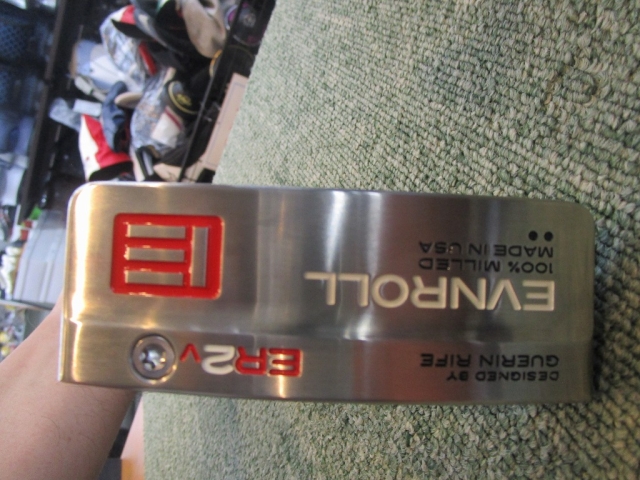 DESIGNED BY
GUERIN RIFE
ER2v
EVNROLL
100% MILLED
MADE IN USA